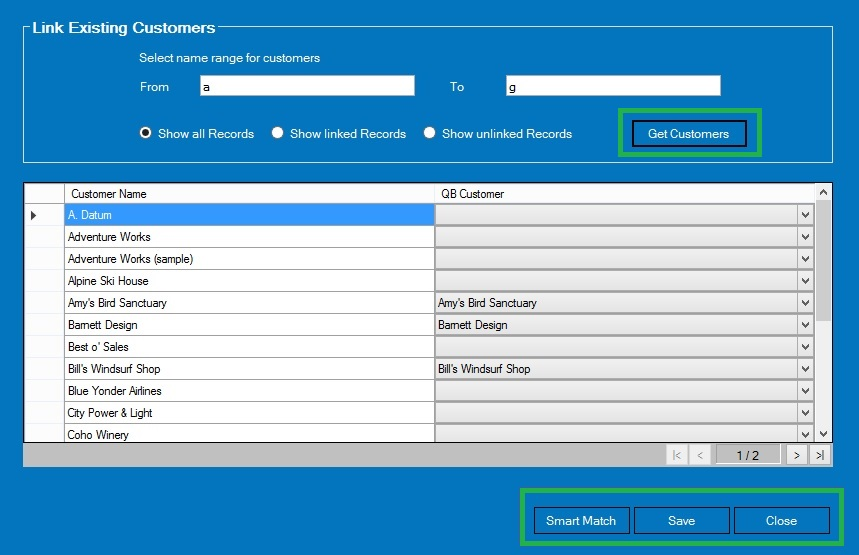 Link Existing Customers
Select name range for customers
From a To g
Show all Records Show linked Records Show unlinked Records Get Customers
Customer Name QB Customer
A. Datum
Adventure Works
Adventure Works (sample)
Alpine Ski House
Amy's Bird Sanctuary Amy's Bird Sanctuary
Barnett Design Barnett Design
Best o' Sales
Bill's Windsurf Shop Bill's Windsurf Shop
Blue Yonder Airlines
City Power & Light
Coho Winery
|< < 1 / 2 > >|
Smart Match Save Close